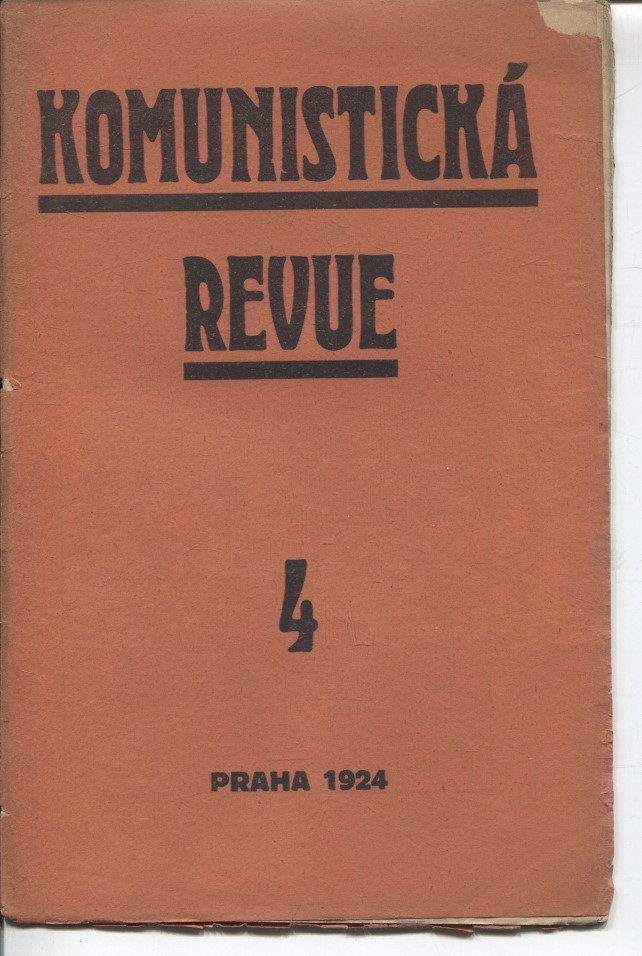 KOMUNISTICKÁ
REVUE
4
PRAHA 1924